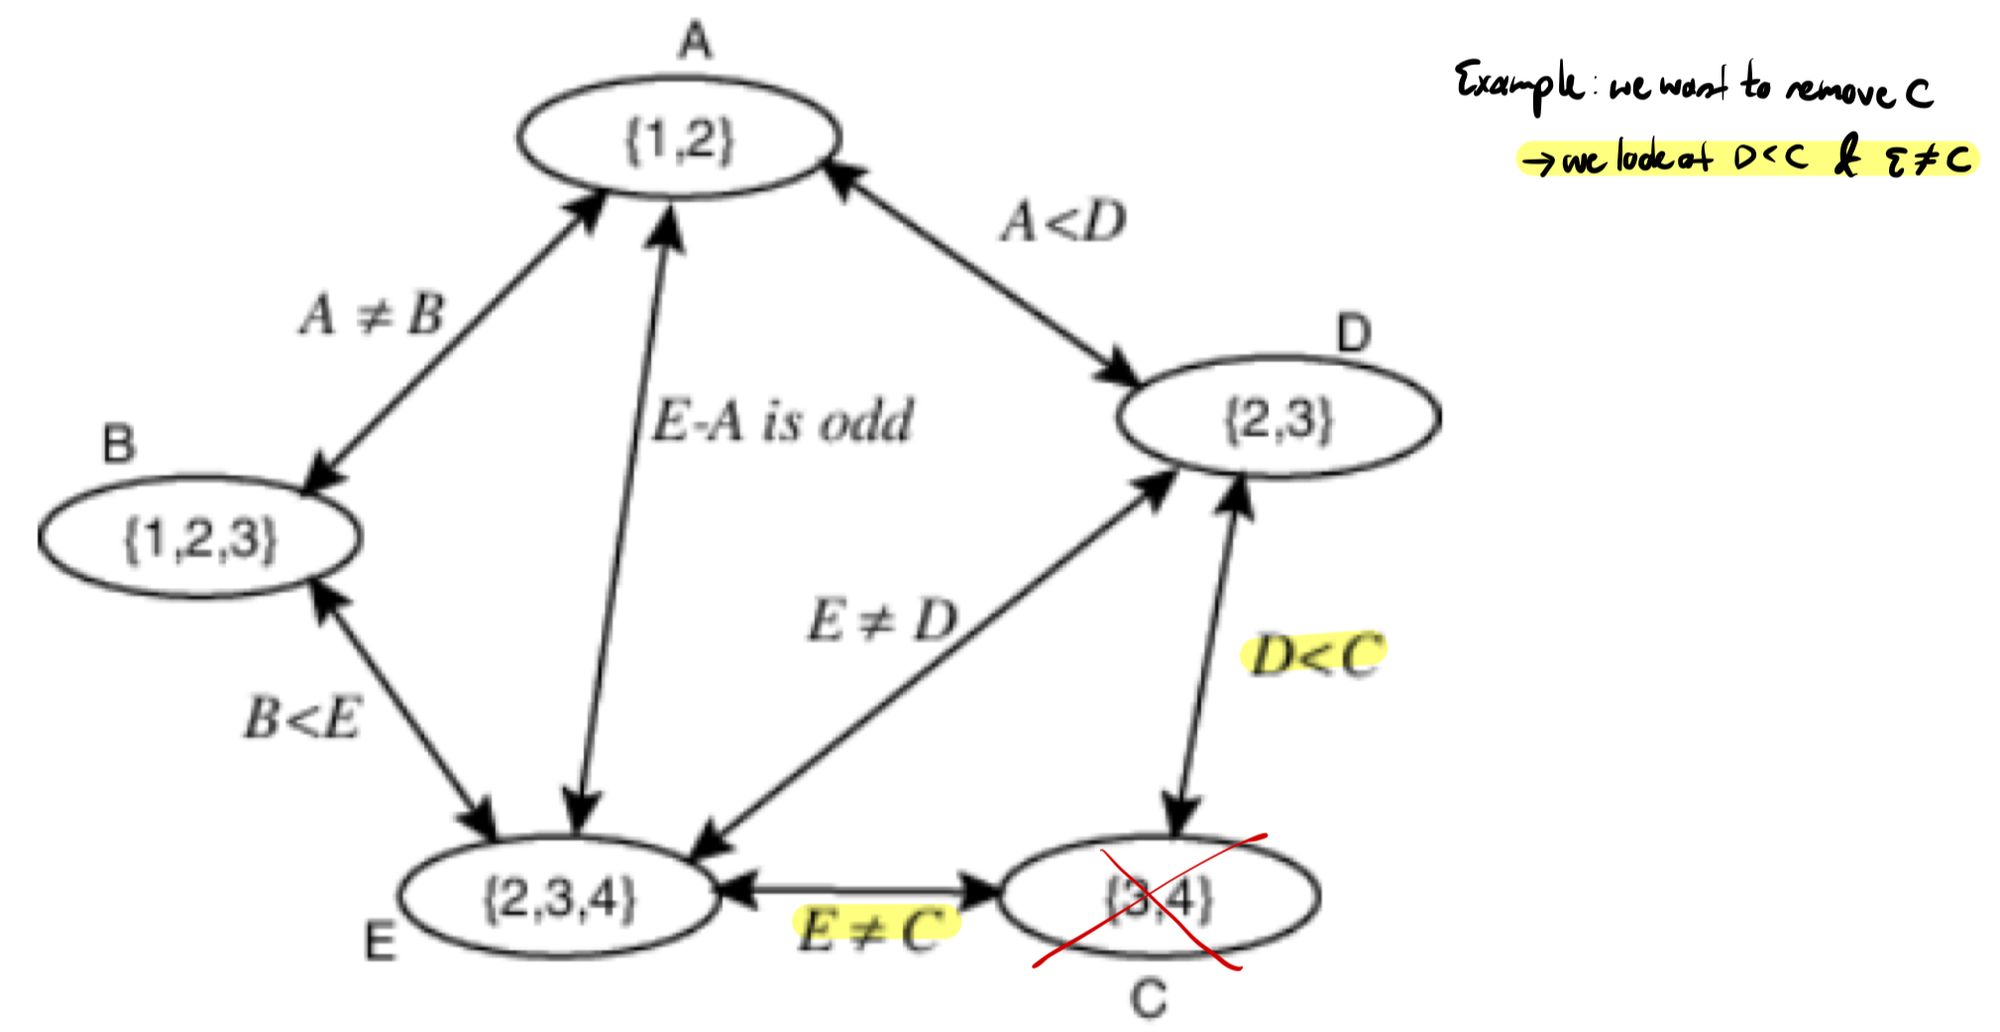 A
{1,2}
Example: we want to remove C
→ we look at D<C & E≠C
A<D
A ≠ B
D
{2,3}
E-A is odd
B
{1,2,3}
E ≠ D
D<C
B<E
{2,3,4}
{3,4}
E ≠ C
E
C